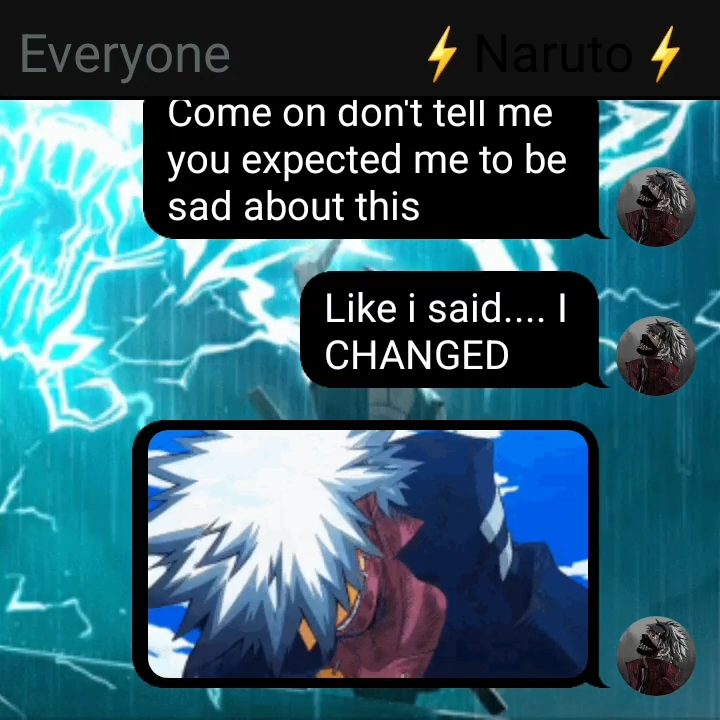 Everyone ⚡ Naruto ⚡
Come on don't tell me
you expected me to be
sad about this
Like i said.... I
CHANGED